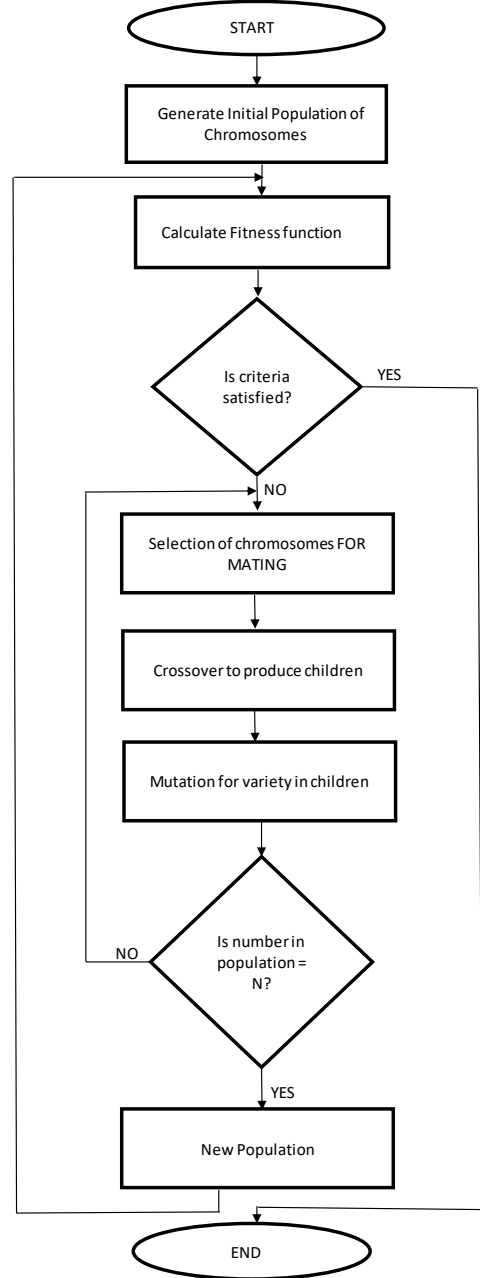 START
Generate Initial Population of
Chromosomes
Calculate Fitness function
Is criteria
satisfied?
YES
NO
Selection of chromosomes FOR
MATING
Crossover to produce children
Mutation for variety in children
Is number in
population =
N?
NO
YES
New Population
END